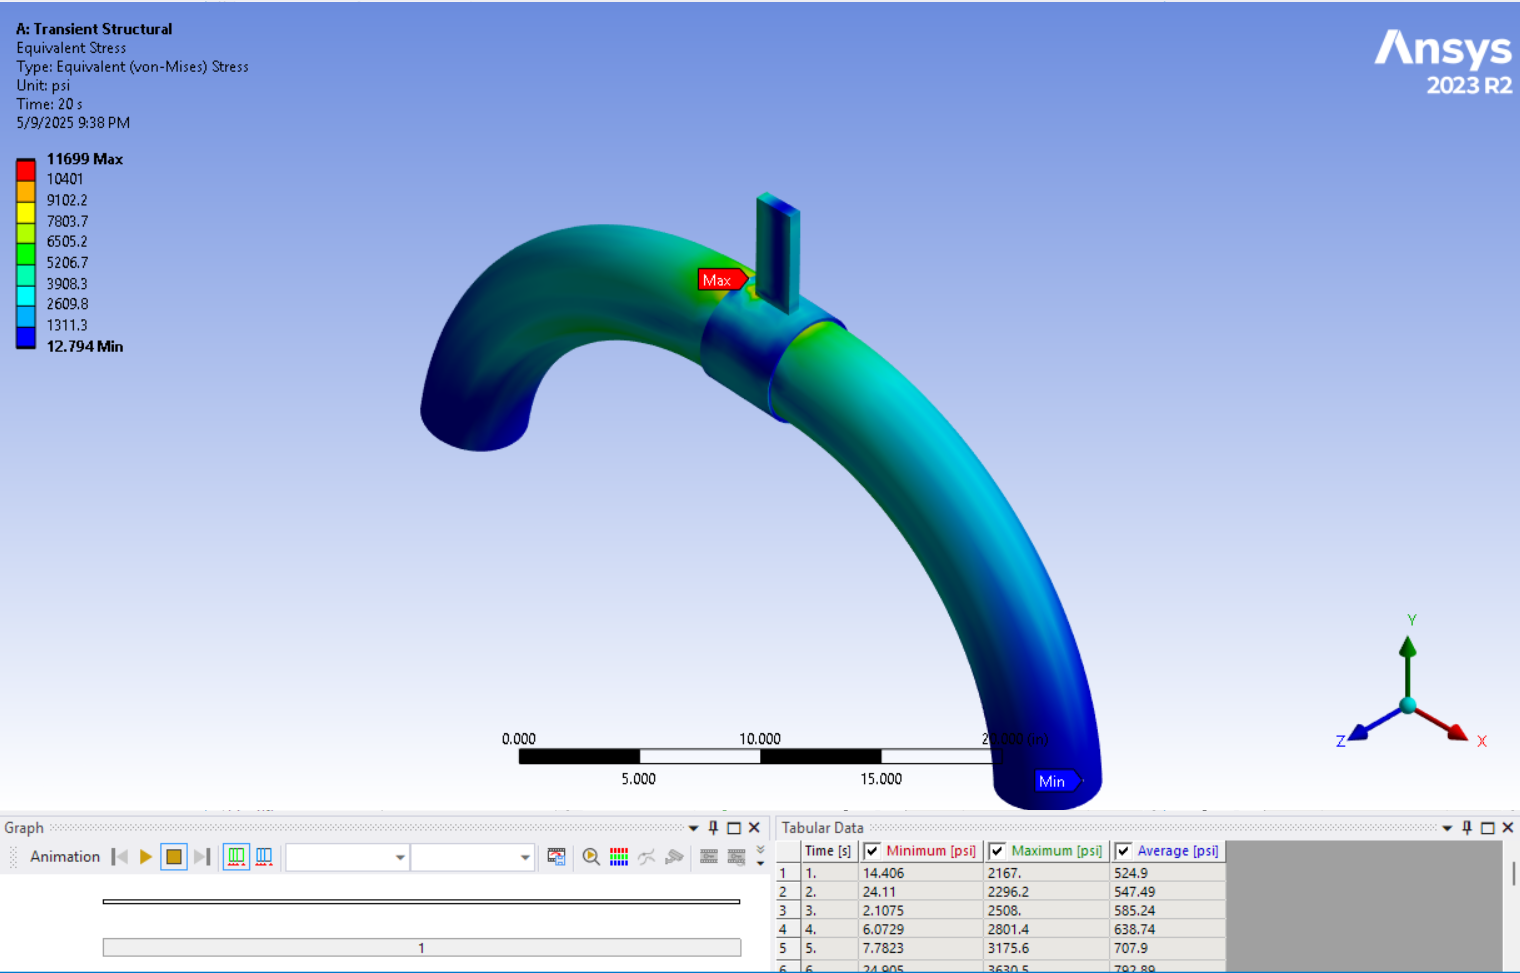 A: Transient Structural
Equivalent Stress
Type: Equivalent (von-Mises) Stress
Unit: psi
Time: 20 s
5/9/2025 9:38 PM
Ansys
2023 R2
11699 Max
10401
9102.2
7803.7
6505.2
5206.7
3908.3
2609.8
1311.3
12.794 Min
Max
0.000 10.000 20.000 (in)
5.000 15.000
Min
Y
Z X
Graph
Animation
1
Tabular Data
Time [s] Minimum [psi] Maximum [psi] Average [psi]
1 1. 14.406 2167. 524.9
2 2. 24.11 2296.2 547.49
3 3. 2.1075 2508. 585.24
4 4. 6.0729 2801.4 638.74
5 5. 7.7823 3175.6 707.9
6 6. 24.905 3630.5 792.89